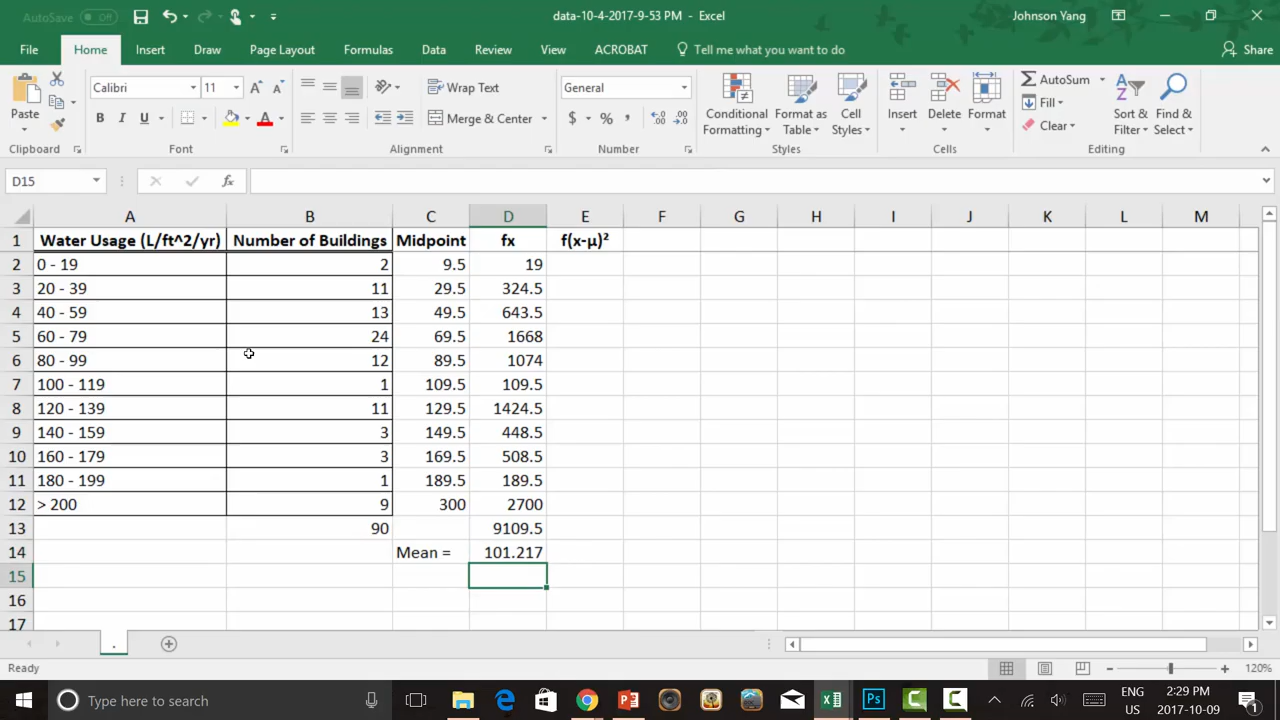 AutoSave Off
data-10-4-2017-9-53 PM - Excel
Johnson Yang
File Home Insert Draw Page Layout Formulas Data Review View ACROBAT Tell me what you want to do Share
Paste
Calibri 11
B I U A
Wrap Text
Merge & Center
General
$ % ,
Conditional Formatting
Format as Table
Cell Styles
Insert Delete Format
AutoSum
Fill
Clear
Sort & Filter
Find & Select
Clipboard Font Alignment Number Styles Cells Editing
D15 fx
A B C D E F G H I J K L M
1 Water Usage (L/ft^2/yr) Number of Buildings Midpoint fx f(x-μ)²
2 0 - 19 2 9.5 19
3 20 - 39 11 29.5 324.5
4 40 - 59 13 49.5 643.5
5 60 - 79 24 69.5 1668
6 80 - 99 12 89.5 1074
7 100 - 119 1 109.5 109.5
8 120 - 139 11 129.5 1424.5
9 140 - 159 3 149.5 448.5
10 160 - 179 3 169.5 508.5
11 180 - 199 1 189.5 189.5
12 > 200 9 300 2700
13 90 9109.5
14 Mean = 101.217
15
16
17
.
Ready 120%
Type here to search
ENG
US
2:29 PM
2017-10-09
1